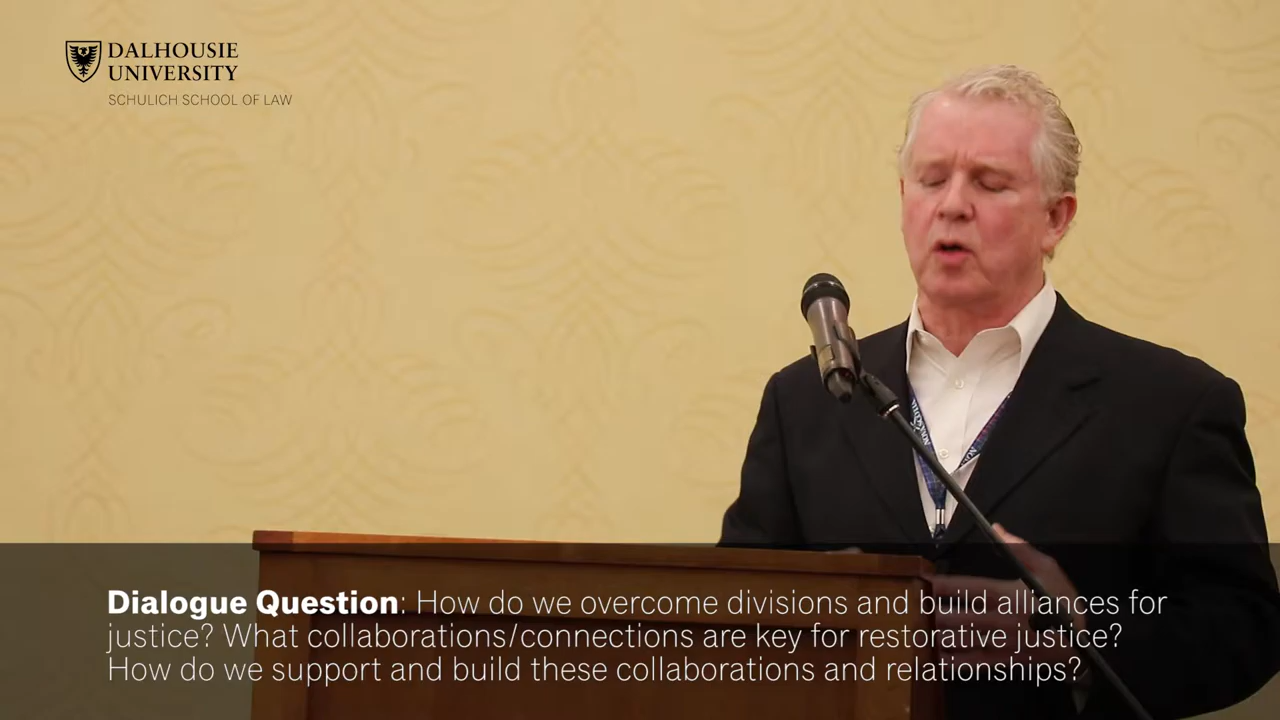 DALHOUSIE
UNIVERSITY
SCHULICH SCHOOL OF LAW
Dialogue Question: How do we overcome divisions and build alliances for
justice? What collaborations/connections are key for restorative justice?
How do we support and build these collaborations and relationships?